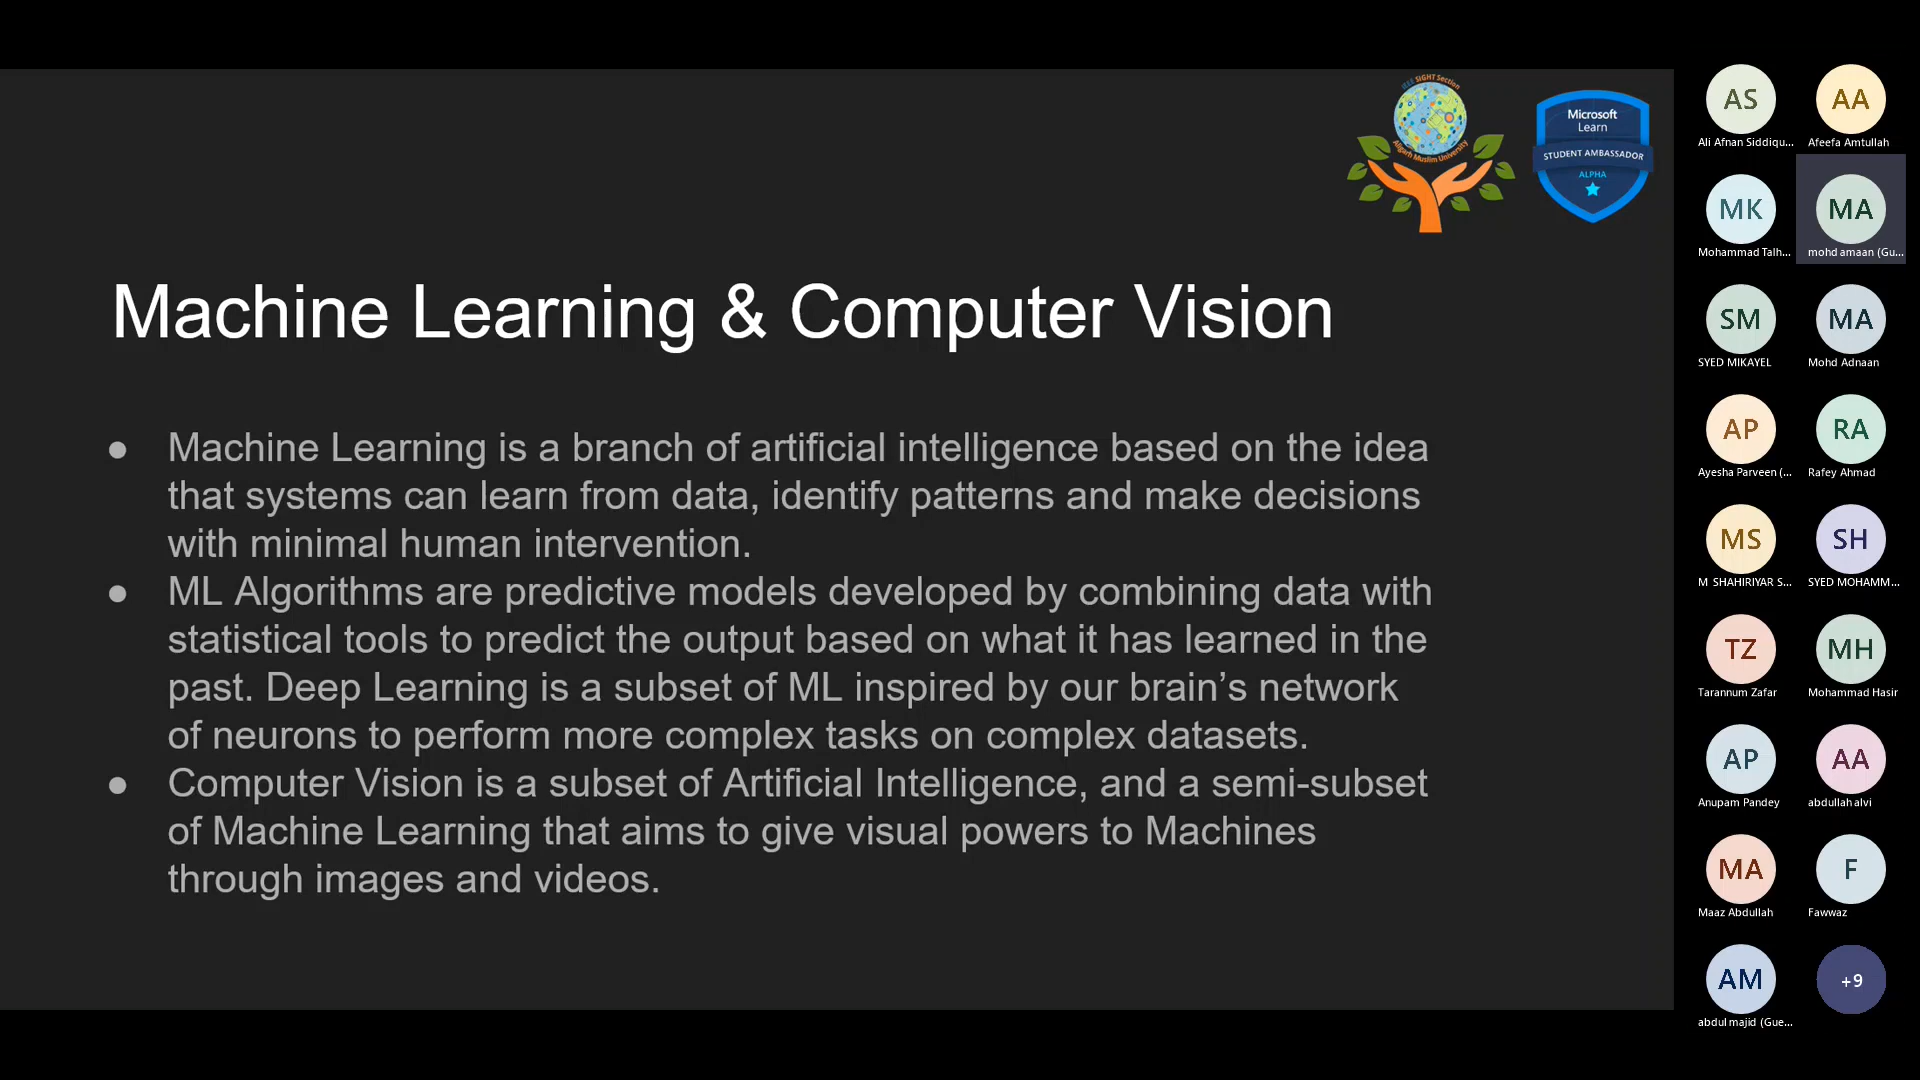 IEEE SIGHT Section
Aligarh Muslim University
Microsoft
Learn
STUDENT AMBASSADOR
ALPHA
Machine Learning & Computer Vision
● Machine Learning is a branch of artificial intelligence based on the idea
that systems can learn from data, identify patterns and make decisions
with minimal human intervention.
● ML Algorithms are predictive models developed by combining data with
statistical tools to predict the output based on what it has learned in the
past. Deep Learning is a subset of ML inspired by our brain’s network
of neurons to perform more complex tasks on complex datasets.
● Computer Vision is a subset of Artificial Intelligence, and a semi-subset
of Machine Learning that aims to give visual powers to Machines
through images and videos.
AS
Ali Afnan Siddiqu...
AA
Afeefa Amtullah
MK
Mohammad Talh...
MA
mohd amaan (Gu...
SM
SYED MIKAYEL
MA
Mohd Adnaan
AP
Ayesha Parveen (...
RA
Rafey Ahmad
MS
M SHAHIRIYAR S...
SH
SYED MOHAMM...
TZ
Tarannum Zafar
MH
Mohammad Hasir
AP
Anupam Pandey
AA
abdullah alvi
MA
Maaz Abdullah
F
Fawwaz
AM
abdul majid (Gue...
+9